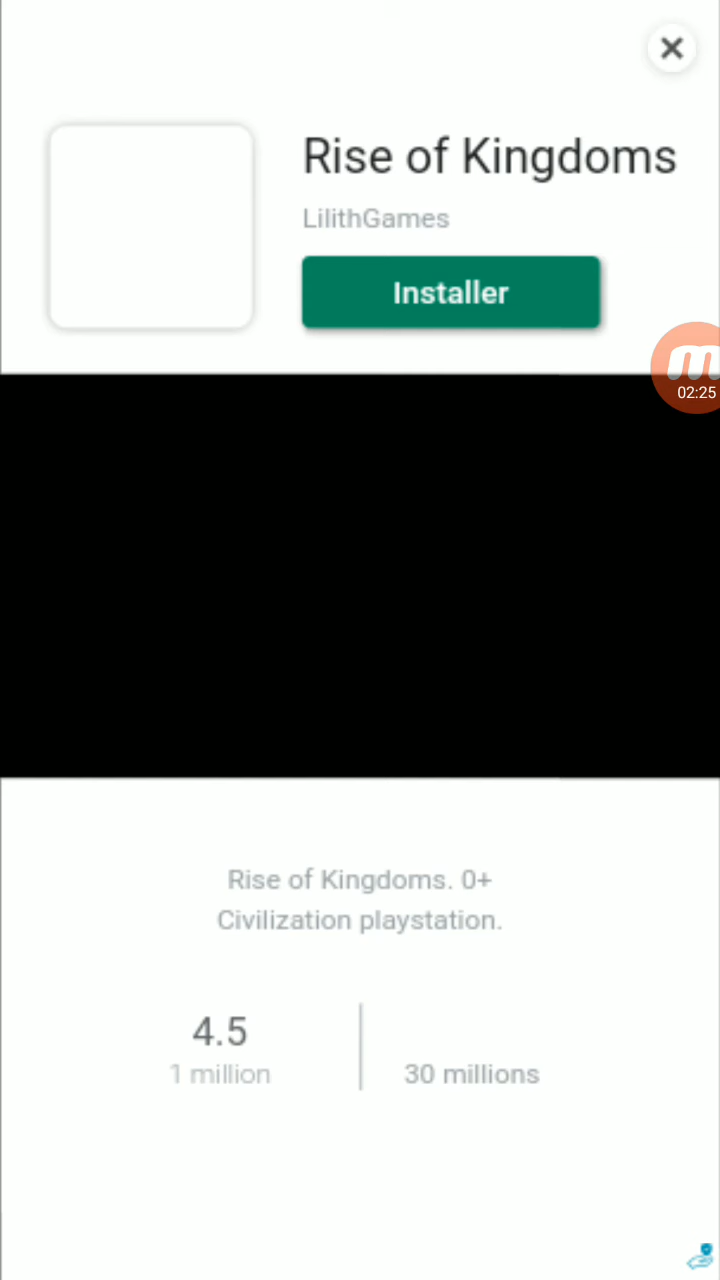 Rise of Kingdoms
LilithGames
Installer
02:25
Rise of Kingdoms. 0+
Civilization playstation.
4.5
1 million
30 millions